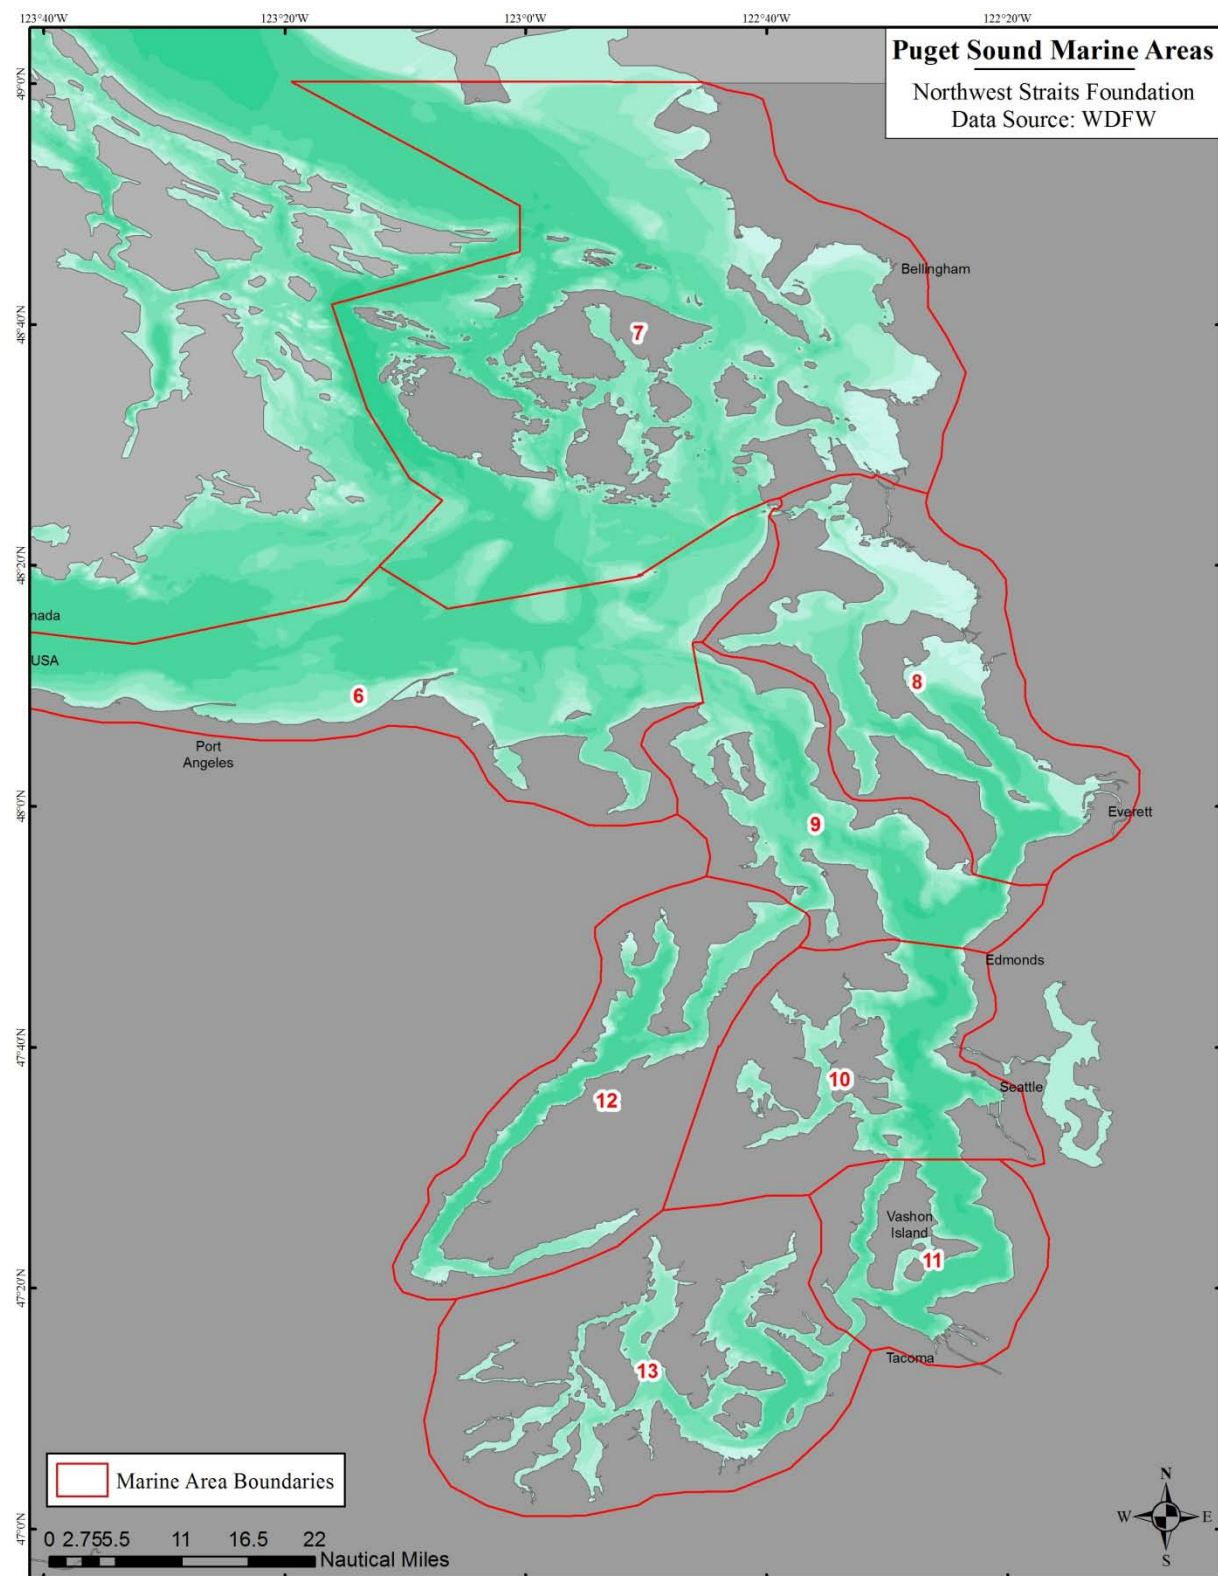 123°40'W 123°20'W 123°0'W 122°40'W 122°20'W
Puget Sound Marine Areas
Northwest Straits Foundation
Data Source: WDFW
49°0'N
Bellingham
48°40'N
7
48°20'N
nada
USA
8
6
Port
Angeles
48°0'N
Everett
9
Edmonds
47°40'N
10
Seattle
12
Vashon
Island
11
47°20'N
Tacoma
13
Marine Area Boundaries
N
W E
S
47°0'N
0 2.75 5.5 11 16.5 22
Nautical Miles